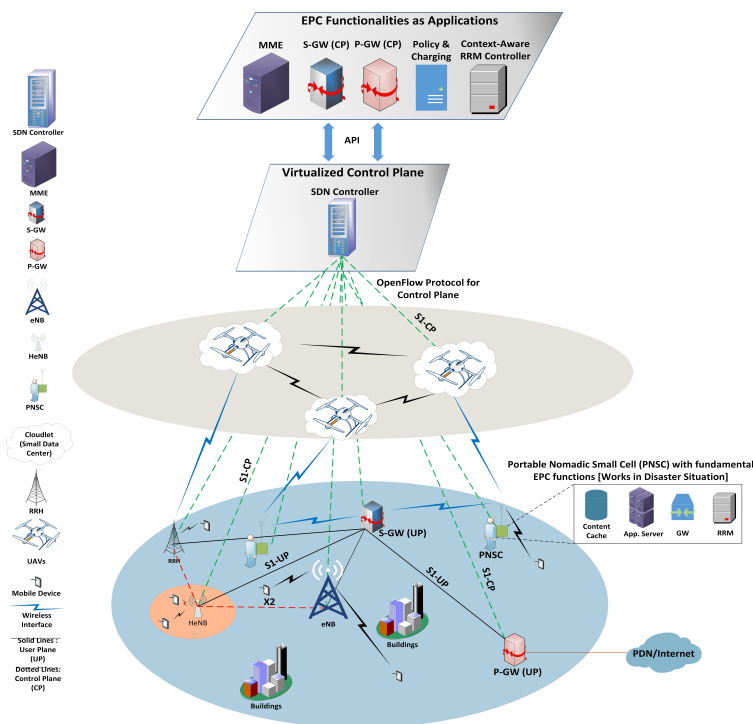 EPC Functionalities as Applications
MME
S-GW (CP)
P-GW (CP)
Policy &
Charging
Context-Aware
RRM Controller
API
Virtualized Control Plane
SDN Controller
OpenFlow Protocol for
Control Plane
S1-CP
SDN Controller
MME
S-GW
P-GW
eNB
HeNB
PNSC
Cloudlet
(Small Data
Center)
RRH
UAVs
Mobile Device
Wireless
Interface
Solid Lines :
User Plane
(UP)
Dotted Lines:
Control Plane
(CP)
S1-CP
Portable Nomadic Small Cell (PNSC) with fundamental
EPC functions [Works in Disaster Situation]
Content
Cache
App. Server
GW
RRM
S-GW (UP)
PNSC
RRH
S1-UP
S1-UP
S1-CP
X2
HeNB
eNB
Buildings
Buildings
P-GW (UP)
PDN/Internet